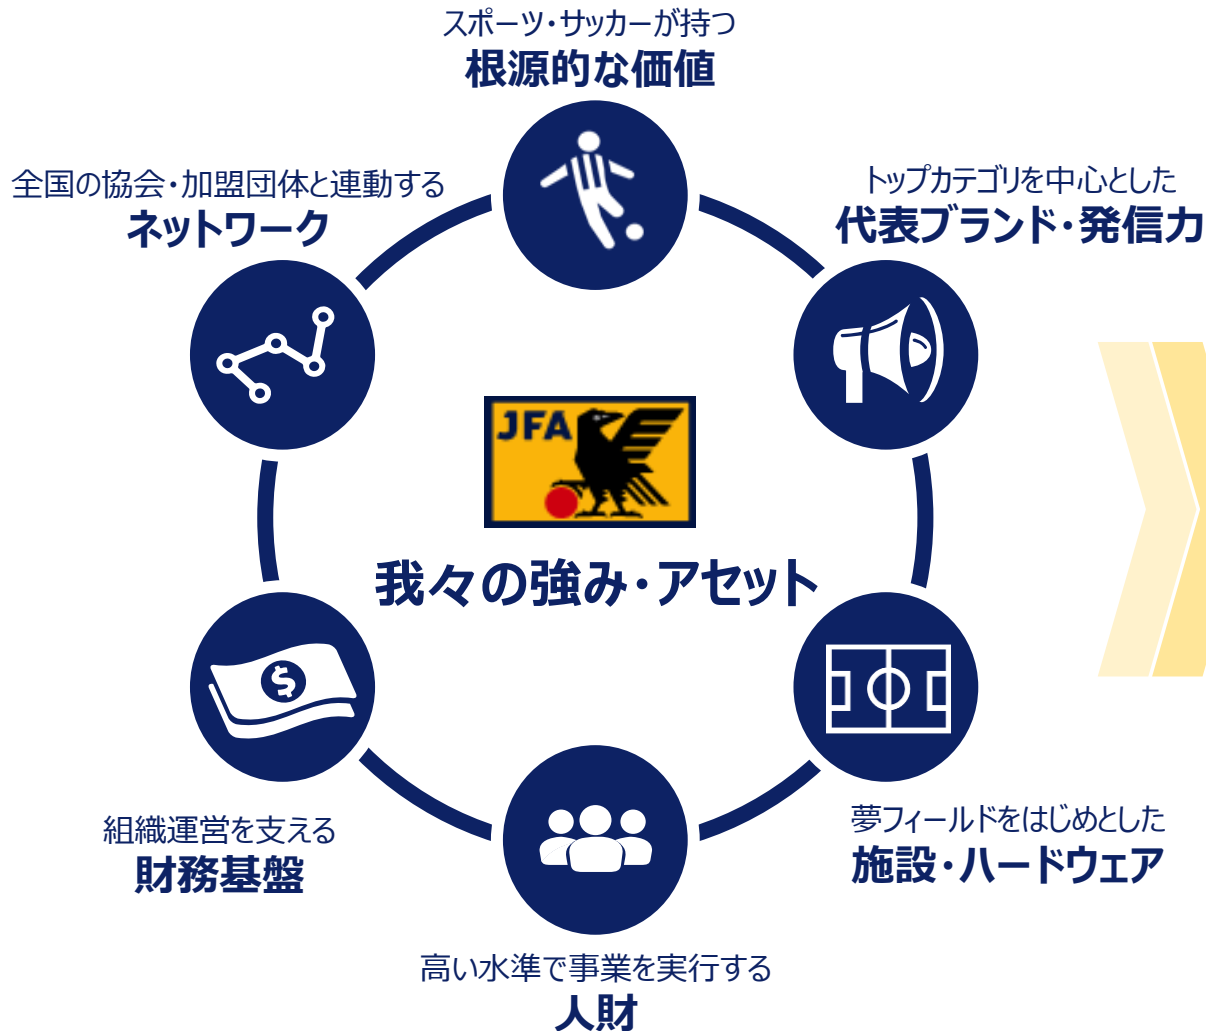 スポーツ・サッカーが持つ
根源的な価値
全国の協会・加盟団体と連動する
ネットワーク
トップカテゴリを中心とした
代表ブランド・発信力
JFA
我々の強み・アセット
$
組織運営を支える
財務基盤
夢フィールドをはじめとした
施設・ハードウェア
高い水準で事業を実行する
人財